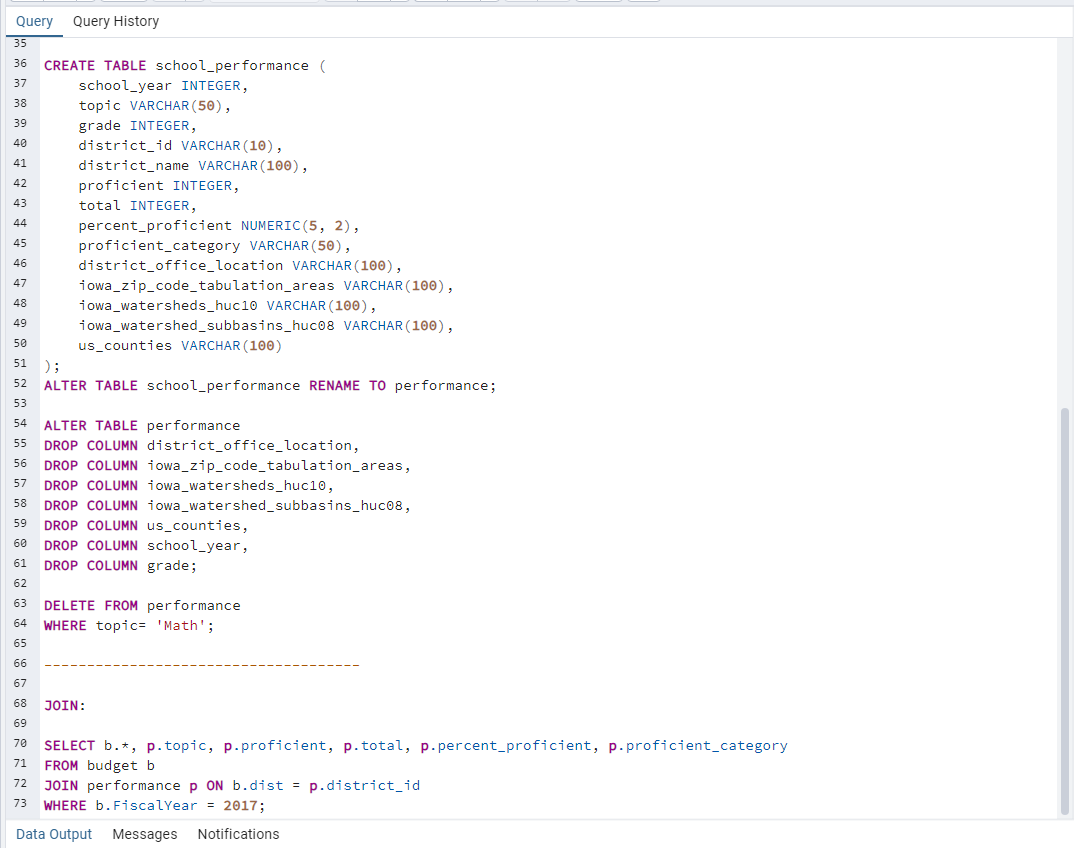 Query Query History
35
36 CREATE TABLE school_performance (
37 school_year INTEGER,
38 topic VARCHAR(50),
39 grade INTEGER,
40 district_id VARCHAR(10),
41 district_name VARCHAR(100),
42 proficient INTEGER,
43 total INTEGER,
44 percent_proficient NUMERIC(5, 2),
45 proficient_category VARCHAR(50),
46 district_office_location VARCHAR(100),
47 iowa_zip_code_tabulation_areas VARCHAR(100),
48 iowa_watersheds_huc10 VARCHAR(100),
49 iowa_watershed_subbasins_huc08 VARCHAR(100),
50 us_counties VARCHAR(100)
51 );
52 ALTER TABLE school_performance RENAME TO performance;
53
54 ALTER TABLE performance
55 DROP COLUMN district_office_location,
56 DROP COLUMN iowa_zip_code_tabulation_areas,
57 DROP COLUMN iowa_watersheds_huc10,
58 DROP COLUMN iowa_watershed_subbasins_huc08,
59 DROP COLUMN us_counties,
60 DROP COLUMN school_year,
61 DROP COLUMN grade;
62
63 DELETE FROM performance
64 WHERE topic= 'Math';
65
66 -------------------------------------
67
68 JOIN:
69
70 SELECT b.*, p.topic, p.proficient, p.total, p.percent_proficient, p.proficient_category
71 FROM budget b
72 JOIN performance p ON b.dist = p.district_id
73 WHERE b.FiscalYear = 2017;
Data Output Messages Notifications